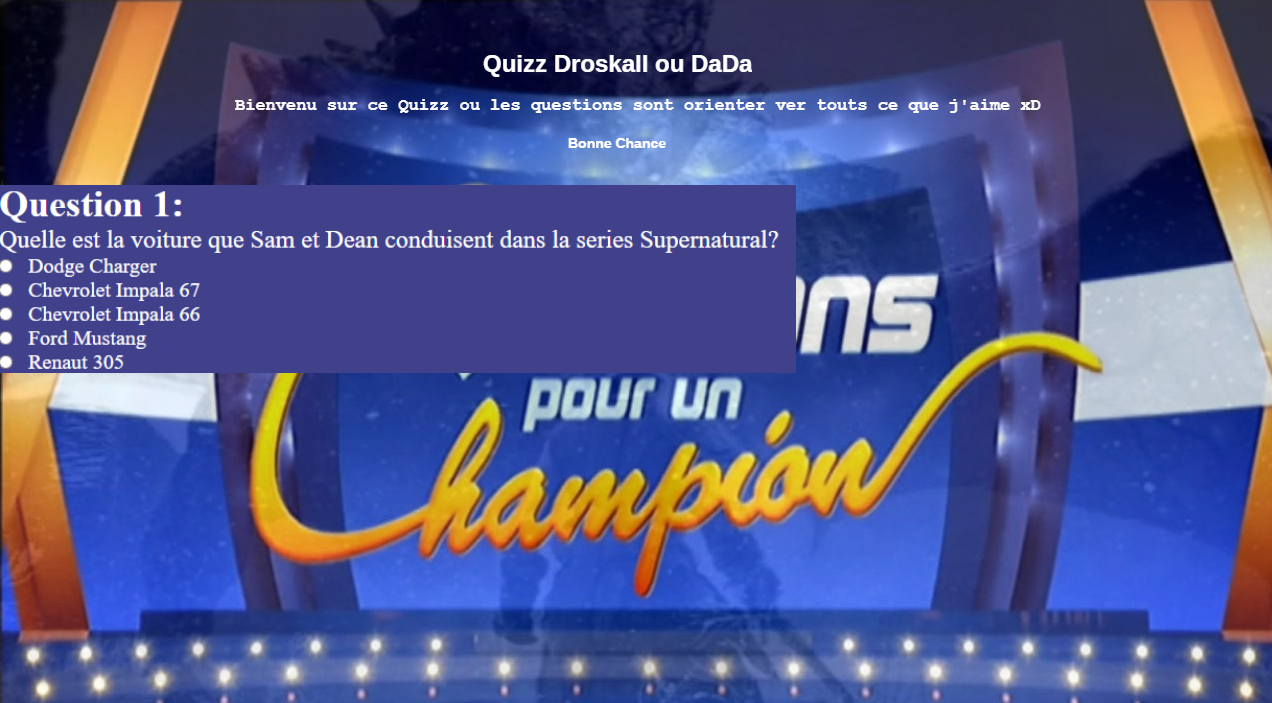 Quizz Droskall ou DaDa
Bienvenu sur ce Quizz ou les questions sont orienter ver touts ce que j'aime xD
Bonne Chance
Question 1:
Quelle est la voiture que Sam et Dean conduisent dans la series Supernatural?
Dodge Charger
Chevrolet Impala 67
Chevrolet Impala 66
Ford Mustang
Renaut 305
ons
pour un
Champion